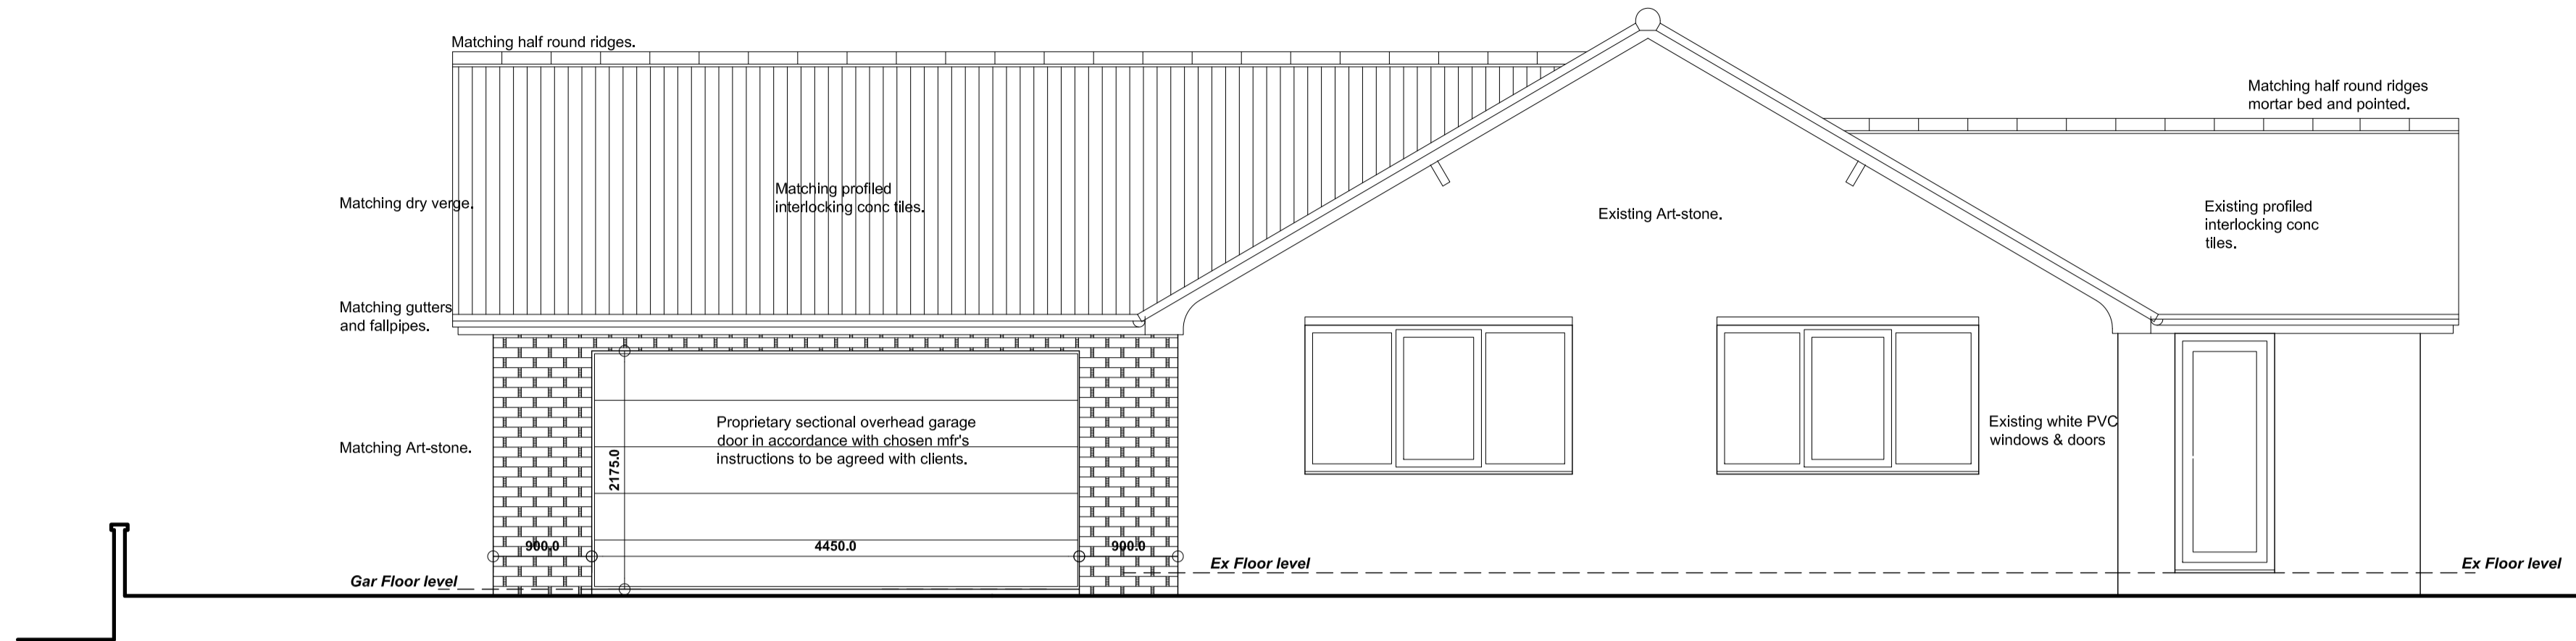 Matching half round ridges.
Matching half round ridges
mortar bed and pointed.
Matching dry verge.
Matching profiled
interlocking conc tiles.
Existing Art-stone.
Existing profiled
interlocking conc
tiles.
Matching gutters
and fallpipes.
Matching Art-stone.
Proprietary sectional overhead garage
door in accordance with chosen mfr's
instructions to be agreed with clients.
2175.0
Existing white PVC
windows & doors
900.0
4450.0
900.0
Gar Floor level
Ex Floor level
Ex Floor level